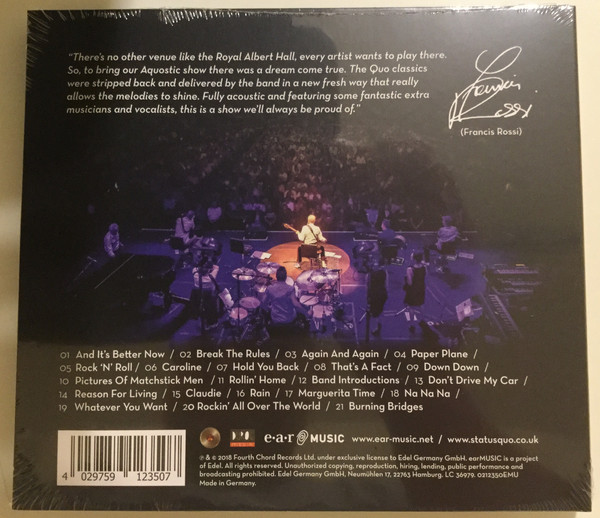 "There's no other venue like the Royal Albert Hall, every artist wants to play there.
So, to bring our Aquostic show there was a dream come true. The Quo classics
were stripped back and delivered by the band in a new fresh way that really
allows the melodies to shine. Fully acoustic and featuring some fantastic extra
musicians and vocalists, this is a show we'll always be proud of."
(Francis Rossi)
01 And It's Better Now / 02 Break The Rules / 03 Again And Again / 04 Paper Plane /
05 Rock 'N' Roll / 06 Caroline / 07 Hold You Back / 08 That's A Fact / 09 Down Down /
10 Pictures Of Matchstick Men / 11 Rollin' Home / 12 Band Introductions / 13 Don't Drive My Car /
14 Reason For Living / 15 Claudie / 16 Rain / 17 Marguerita Time / 18 Na Na Na /
19 Whatever You Want / 20 Rockin' All Over The World / 21 Burning Bridges
4 029759 123507
e·a·r MUSIC www.ear-music.net / www.statusquo.co.uk
℗ & © 2018 Fourth Chord Records Ltd. under exclusive license to Edel Germany GmbH. earMUSIC is a project
of Edel. All rights reserved. Unauthorized copying, reproduction, hiring, lending, public performance and
broadcasting prohibited. Edel Germany GmbH, Neumühlen 17, 22763 Hamburg. LC 36979. 0212350EMU
Made in Germany.